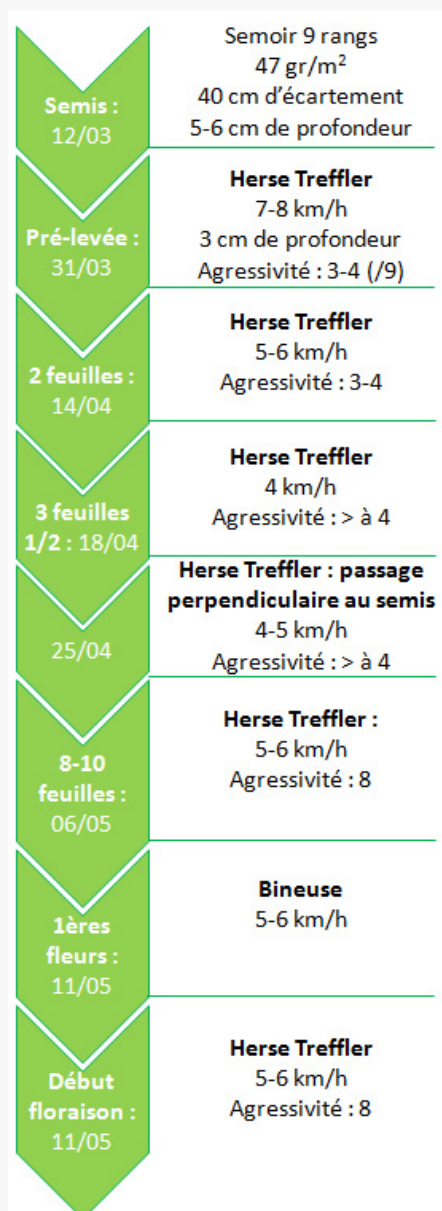 Semis :
12/03
Semoir 9 rangs
47 gr/m²
40 cm d'écartement
5-6 cm de profondeur
Pré-levée :
31/03
Herse Treffler
7-8 km/h
3 cm de profondeur
Agressivité : 3-4 (/9)
2 feuilles :
14/04
Herse Treffler
5-6 km/h
Agressivité : 3-4
3 feuilles
1/2 : 18/04
Herse Treffler
4 km/h
Agressivité : > à 4
25/04
Herse Treffler : passage
perpendiculaire au semis
4-5 km/h
Agressivité : > à 4
8-10
feuilles :
06/05
Herse Treffler :
5-6 km/h
Agressivité : 8
1ères
fleurs :
11/05
Bineuse
5-6 km/h
Début
floraison :
11/05
Herse Treffler
5-6 km/h
Agressivité : 8